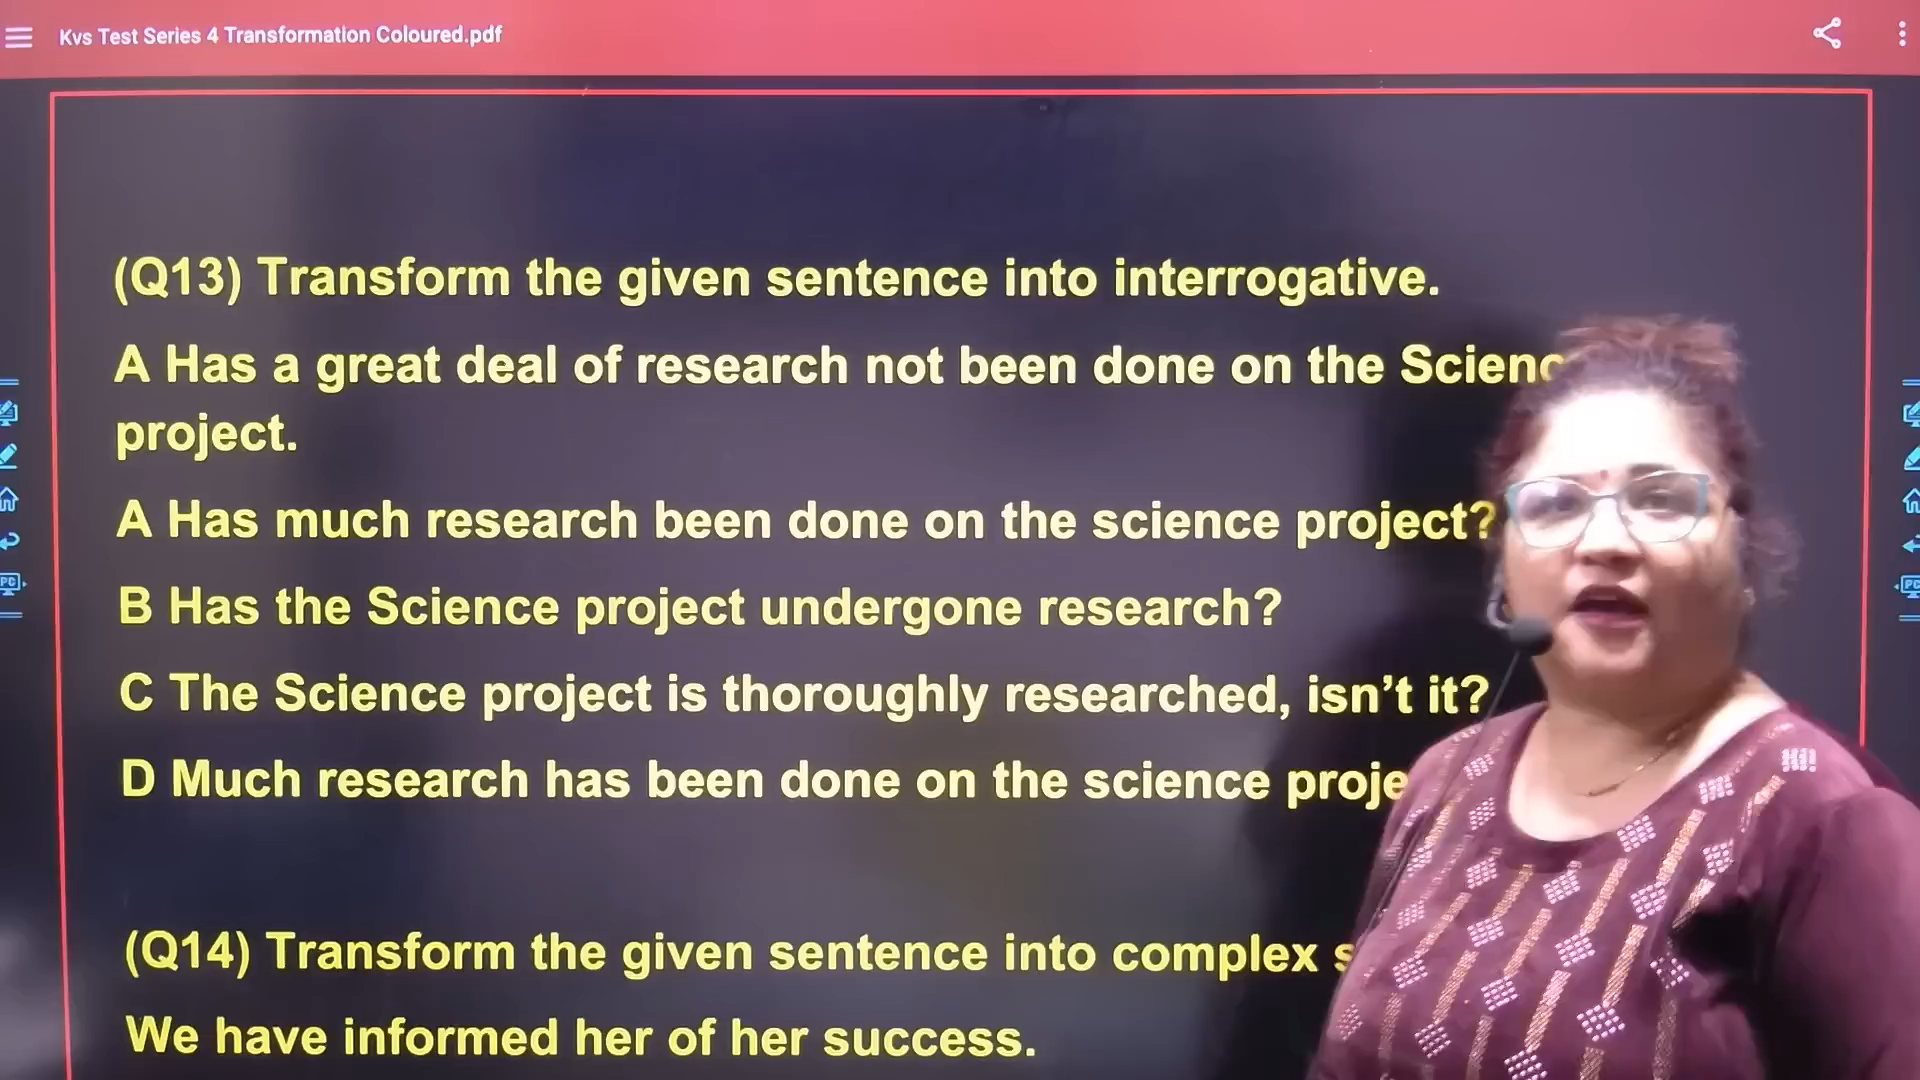 Kvs Test Series 4 Transformation Coloured.pdf
(Q13) Transform the given sentence into interrogative.
A Has a great deal of research not been done on the
project.
A Has much research been done on the science project?
B Has the Science project undergone research?
C The Science project is thoroughly researched, isn't it?
D Much research has been done on the science
(Q14) Transform the given sentence into complex
We have informed her of her success.